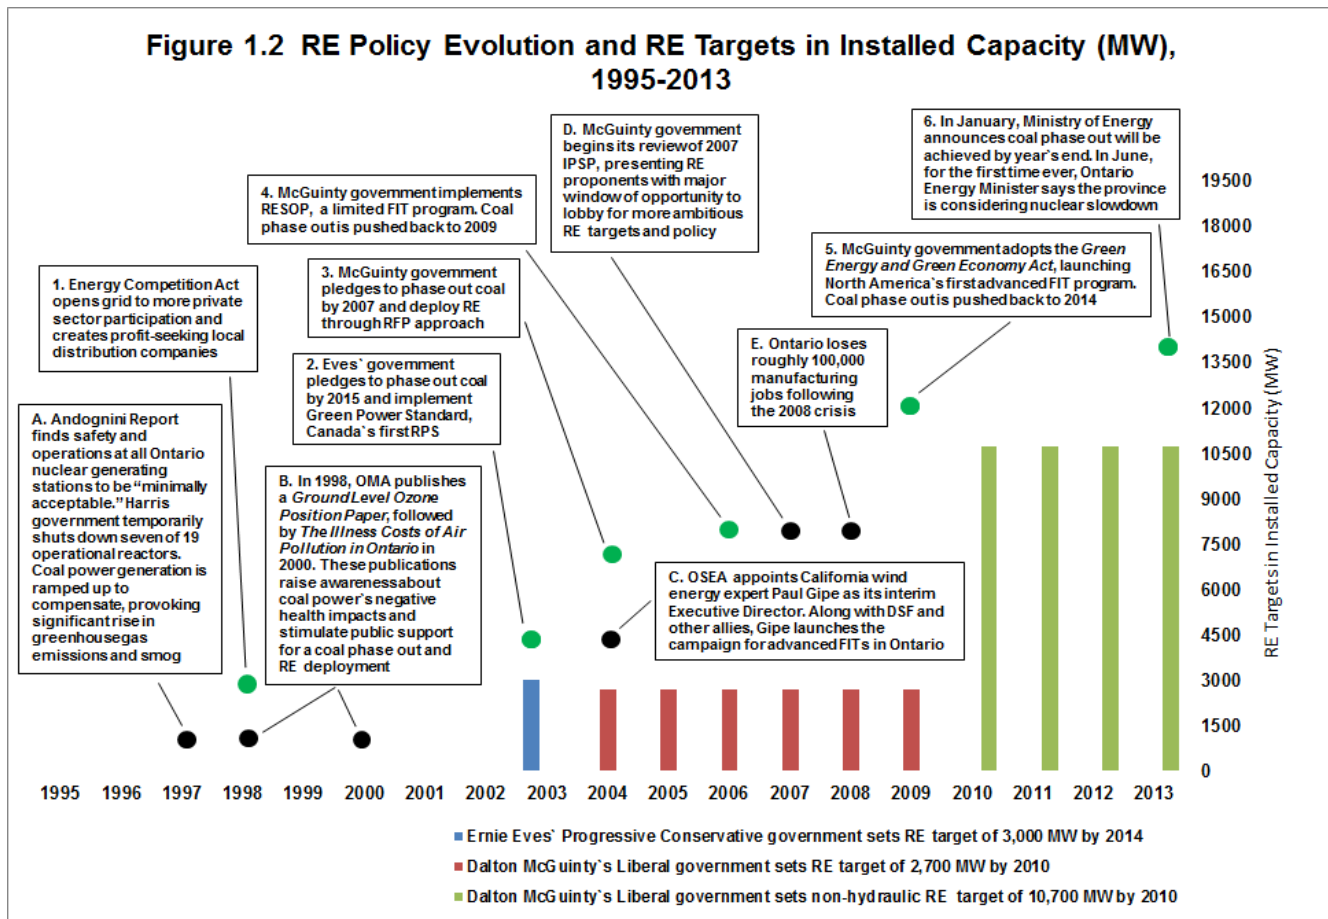 Figure 1.2 RE Policy Evolution and RE Targets in Installed Capacity (MW),
1995-2013
D. McGuinty government
begins its review of 2007
IPSP, presenting RE
proponents with major
window of opportunity to
lobby for more ambitious
RE targets and policy
6. In January, Ministry of Energy
announces coal phase out will be
achieved by year`s end. In June,
for the first time ever, Ontario
Energy Minister says the province
is considering nuclear slowdown
4. McGuinty government implements
RESOP, a limited FIT program. Coal
phase out is pushed back to 2009
5. McGuinty government adopts the Green
Energy and Green Economy Act, launching
North America`s first advanced FIT program.
Coal phase out is pushed back to 2014
3. McGuinty government
pledges to phase out coal
by 2007 and deploy RE
through RFP approach
1. Energy Competition Act
opens grid to more private
sector participation and
creates profit-seeking local
distribution companies
E. Ontario loses
roughly 100,000
manufacturing
jobs following
the 2008 crisis
2. Eves` government
pledges to phase out coal
by 2015 and implement
Green Power Standard,
Canada`s first RPS
A. Andognini Report
finds safety and
operations at all Ontario
nuclear generating
stations to be “minimally
acceptable.” Harris
government temporarily
shuts down seven of 19
operational reactors.
Coal power generation is
ramped up to
compensate, provoking
significant rise in
greenhouse gas
emissions and smog
B. In 1998, OMA publishes
a Ground Level Ozone
Position Paper, followed
by The Illness Costs of Air
Pollution in Ontario in
2000. These publications
raise awareness about
coal power`s negative
health impacts and
stimulate public support
for a coal phase out and
RE deployment
C. OSEA appoints California wind
energy expert Paul Gipe as its interim
Executive Director. Along with DSF and
other allies, Gipe launches the
campaign for advanced FITs in Ontario
19500
18000
16500
15000
13500
12000
10500
9000
7500
6000
4500
3000
1500
0
RE Targets in Installed Capacity (MW)
1995 1996 1997 1998 1999 2000 2001 2002 2003 2004 2005 2006 2007 2008 2009 2010 2011 2012 2013
Ernie Eves` Progressive Conservative government sets RE target of 3,000 MW by 2014
Dalton McGuinty`s Liberal government sets RE target of 2,700 MW by 2010
Dalton McGuinty`s Liberal government sets non-hydraulic RE target of 10,700 MW by 2010